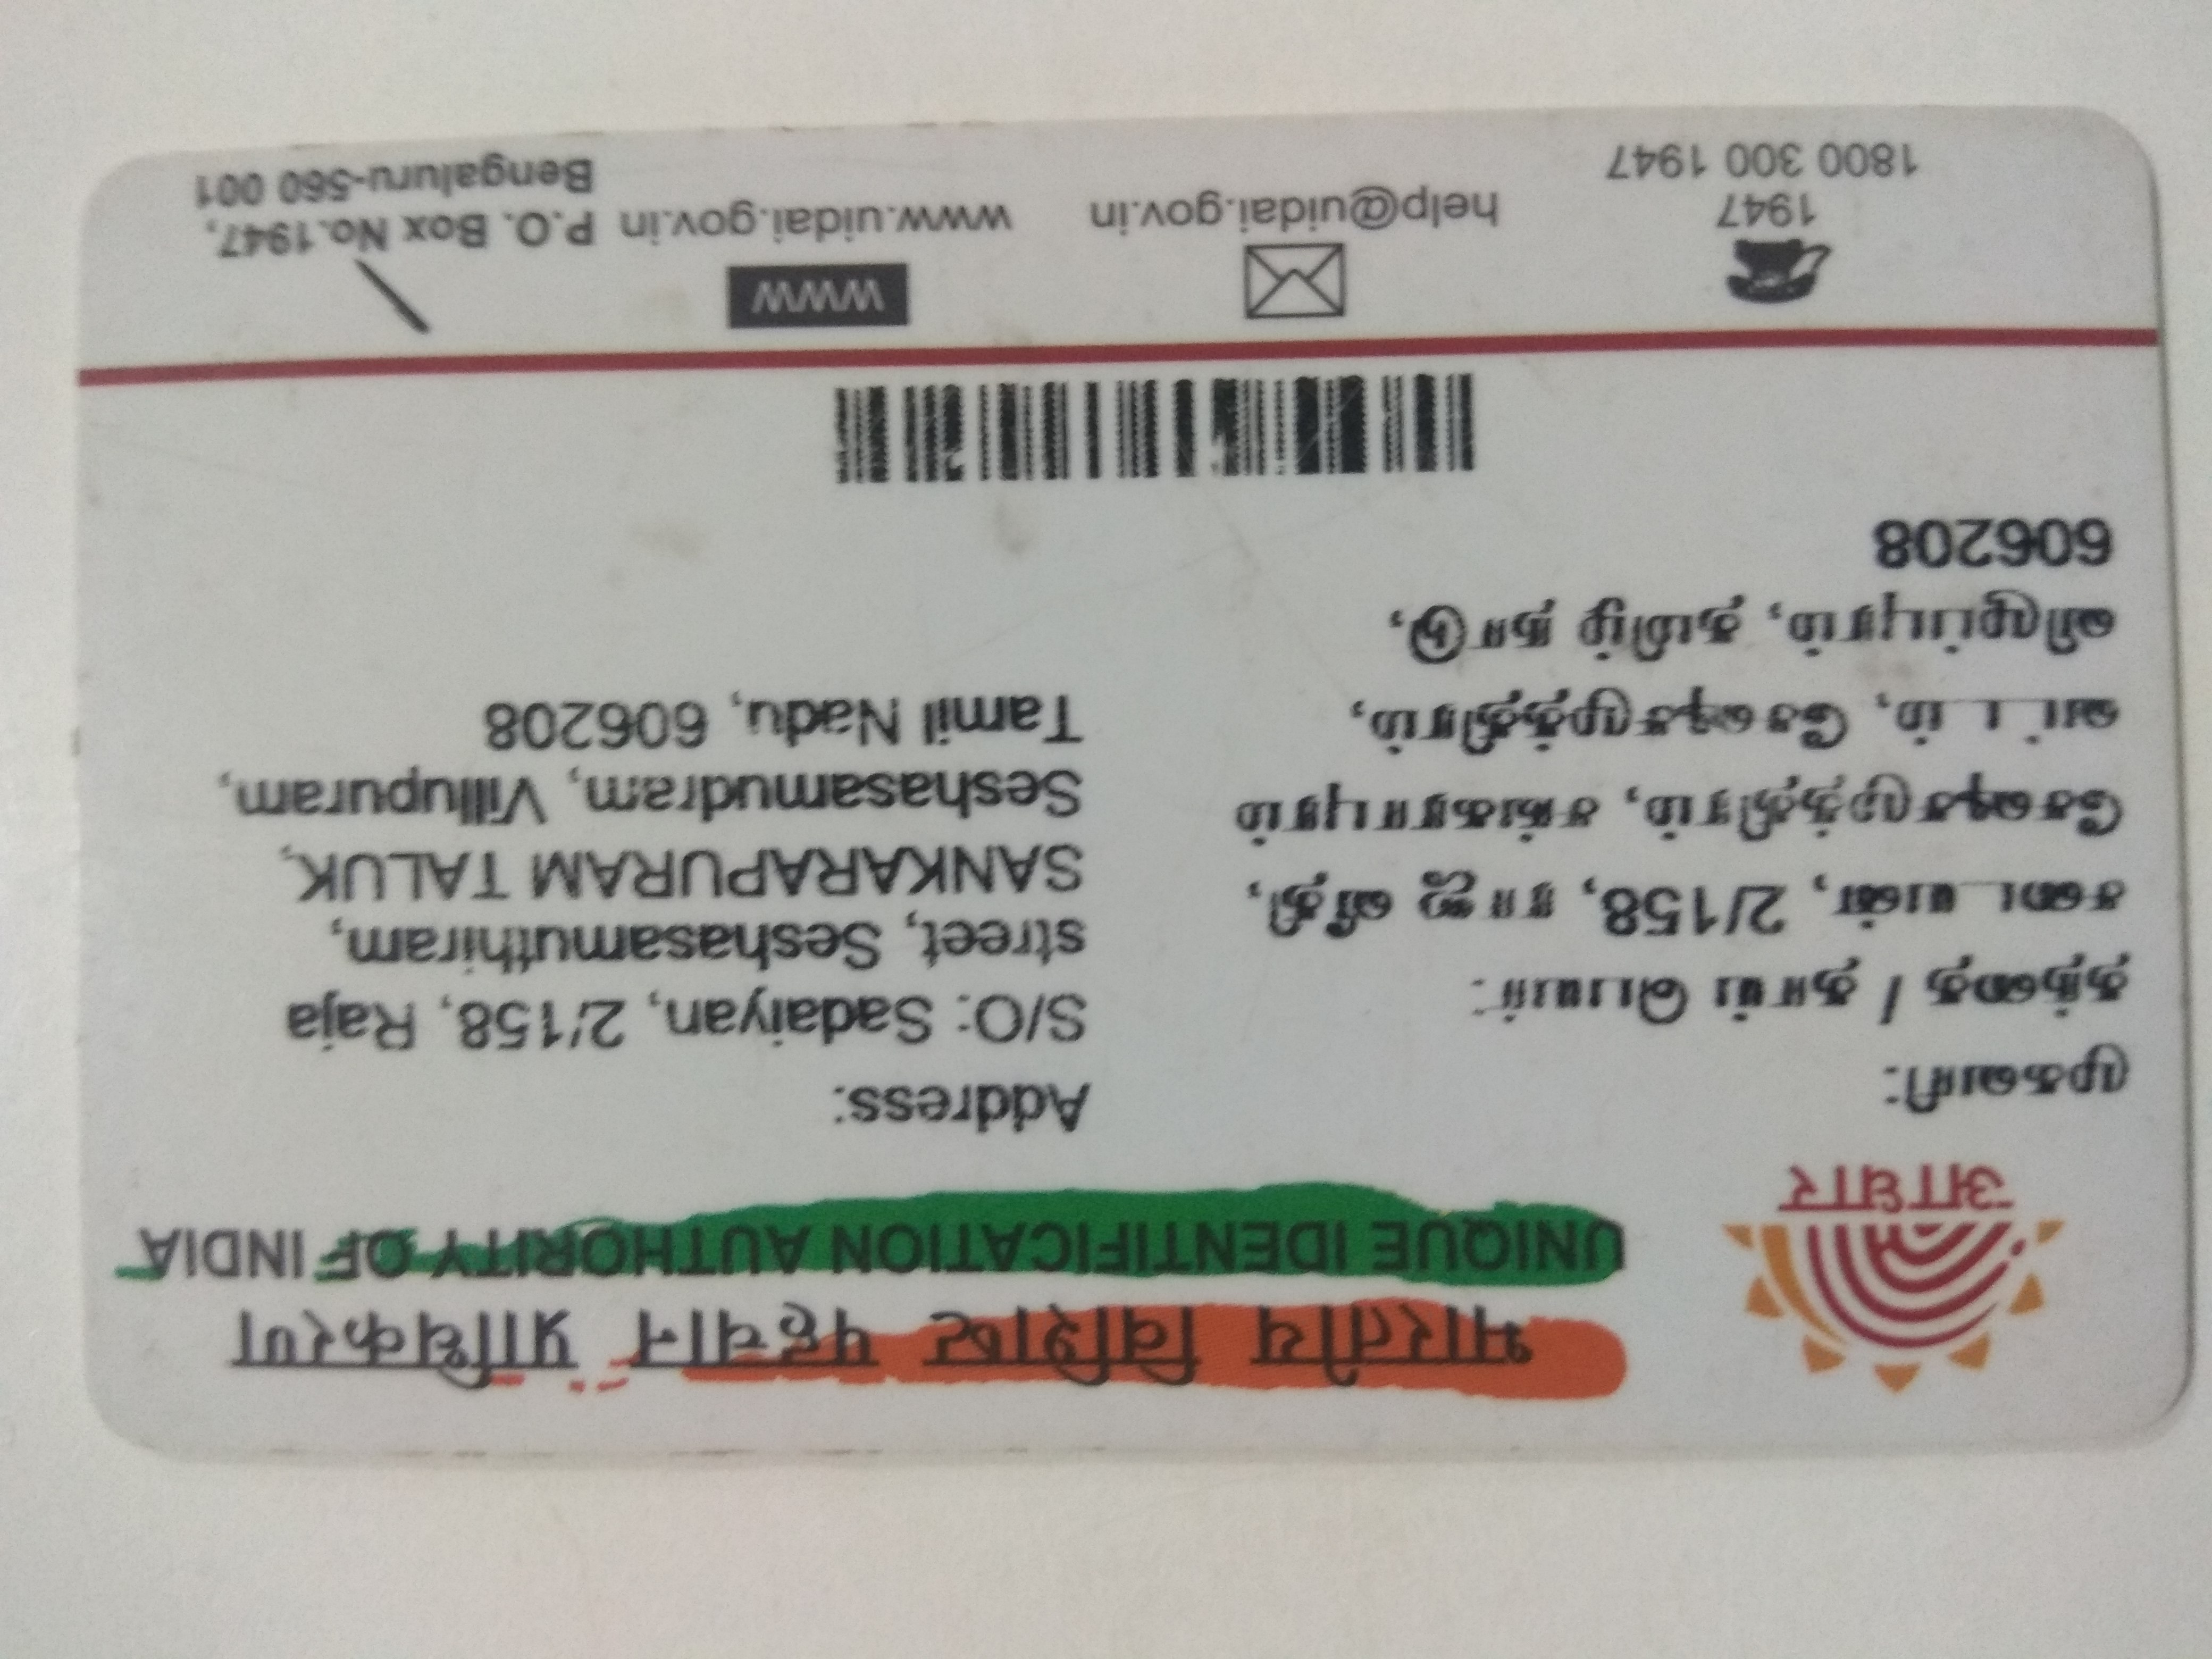 भारतीय विशिष्ट पहचान प्राधिकरण
UNIQUE IDENTIFICATION AUTHORITY OF INDIA
आधार
முகவரி:
தந்தை / தாய் பெயர்:
சடையன், 2/158, ராஜ வீதி,
சேஷசமுத்திரம், சங்கராபுரம்
வட்டம், சேஷசமுத்திரம்,
விழுப்புரம், தமிழ் நாடு,
606208
Address:
S/O: Sadaiyan, 2/158, Raja
street, Seshasamuthiram,
SANKARAPURAM TALUK,
Seshasamudram, Villupuram,
Tamil Nadu, 606208
1947
1800 300 1947
help@uidai.gov.in
WWW
www.uidai.gov.in
P.O. Box No.1947,
Bengaluru-560 001